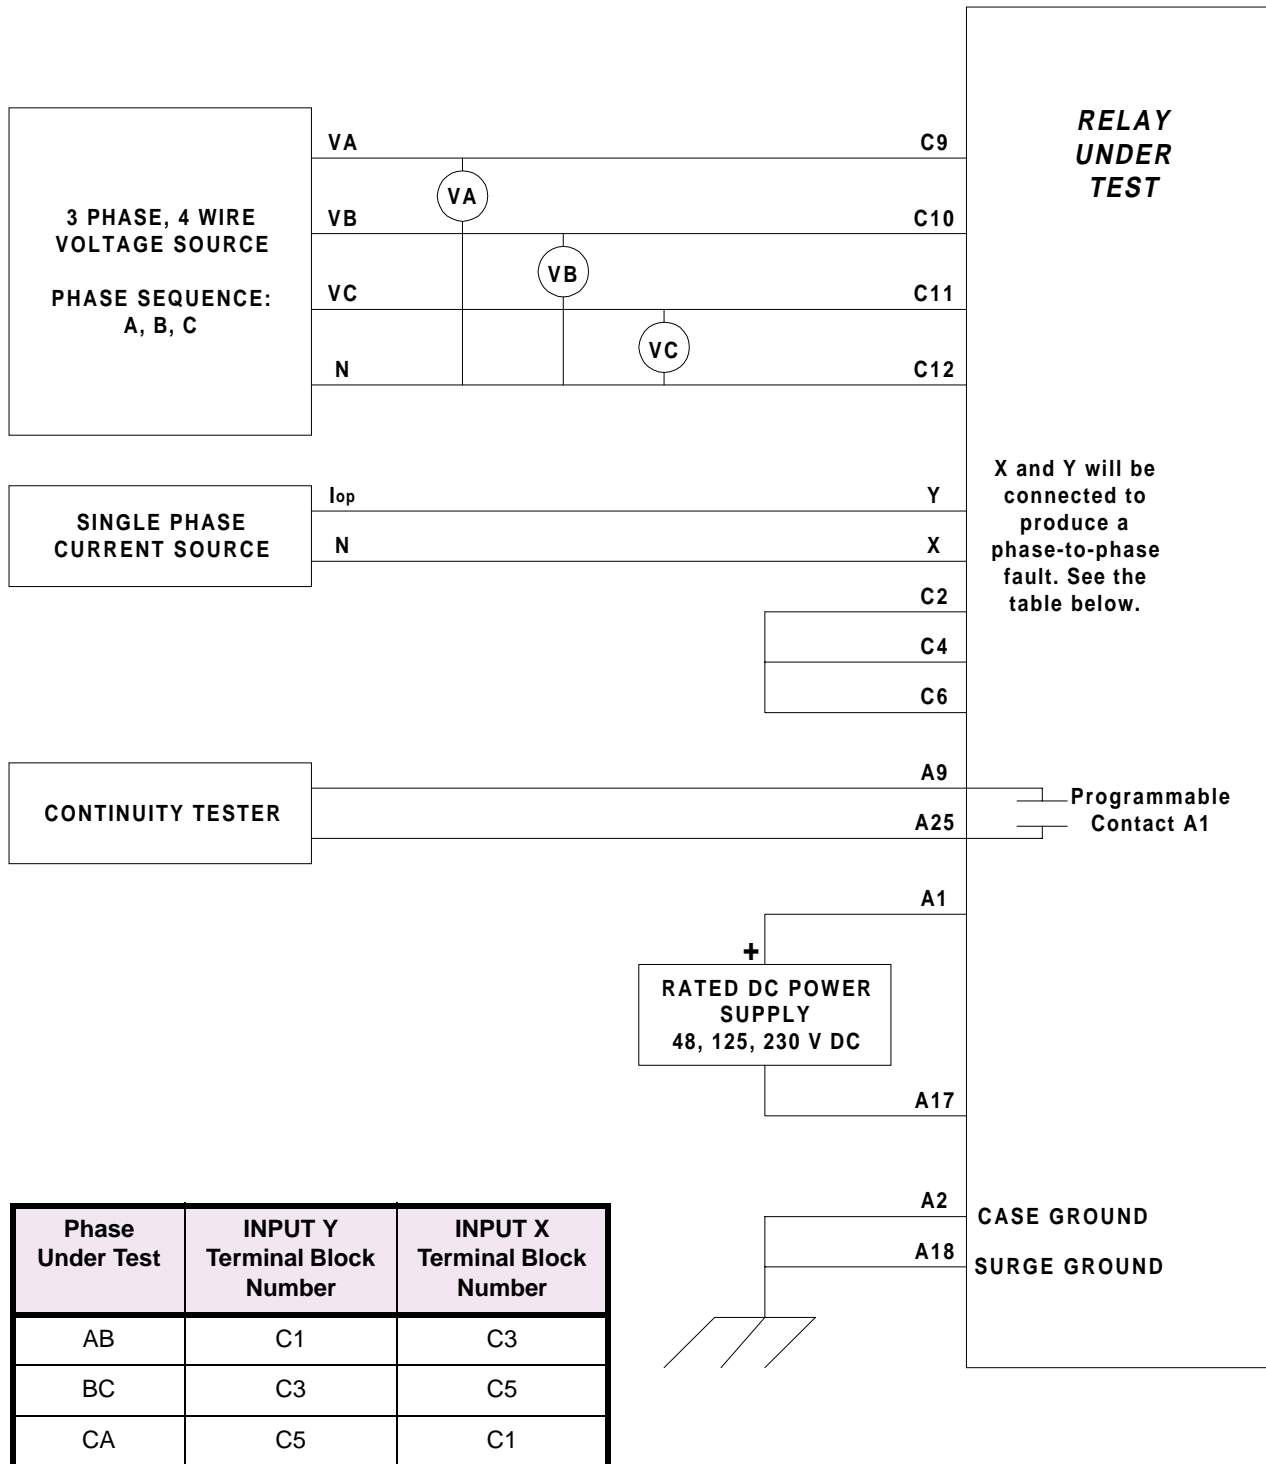 RELAY
UNDER
TEST
3 PHASE, 4 WIRE
VOLTAGE SOURCE
PHASE SEQUENCE:
A, B, C
VA
VB
VC
N
VA
VB
VC
C9
C10
C11
C12
SINGLE PHASE
CURRENT SOURCE
Iop
N
Y
X
X and Y will be
connected to
produce a
phase-to-phase
fault. See the
table below.
C2
C4
C6
CONTINUITY TESTER
A9
A25
Programmable
Contact A1
A1
+
RATED DC POWER
SUPPLY
48, 125, 230 V DC
A17
A2
CASE GROUND
A18
SURGE GROUND
Phase
Under Test
INPUT Y
Terminal Block
Number
INPUT X
Terminal Block
Number
AB C1 C3
BC C3 C5
CA C5 C1